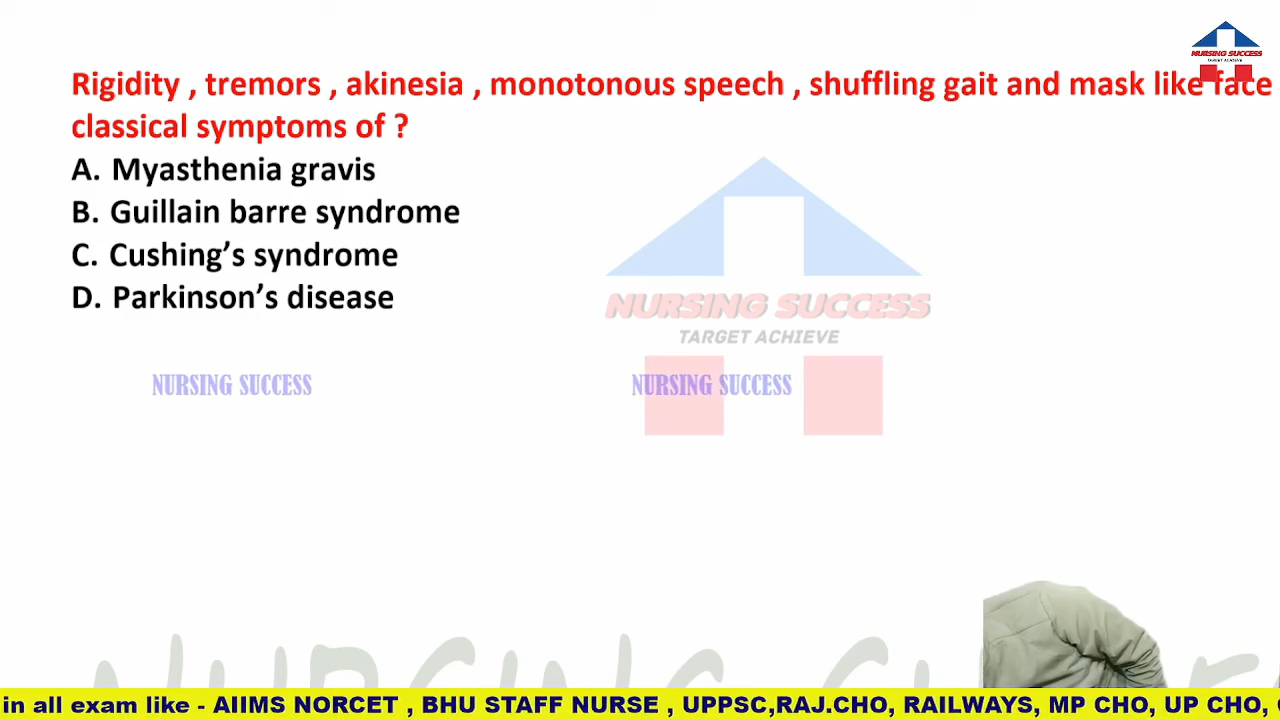 NURSING SUCCESS
TARGET ACHIEVE
Rigidity , tremors , akinesia , monotonous speech , shuffling gait and mask like face
classical symptoms of ?
A. Myasthenia gravis
B. Guillain barre syndrome
C. Cushing’s syndrome
D. Parkinson’s disease
NURSING SUCCESS
TARGET ACHIEVE
NURSING SUCCESS
NURSING SUCCESS
in all exam like - AIIMS NORCET , BHU STAFF NURSE , UPPSC,RAJ.CHO, RAILWAYS, MP CHO, UP CHO,